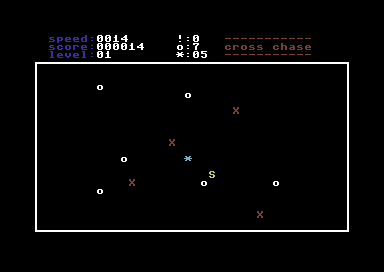 speed:0014 !:0 -----------
score:000014 o:7 cross chase
level:01 *:05 -----------
o
o
X
X
o *
S
X o o
o
X